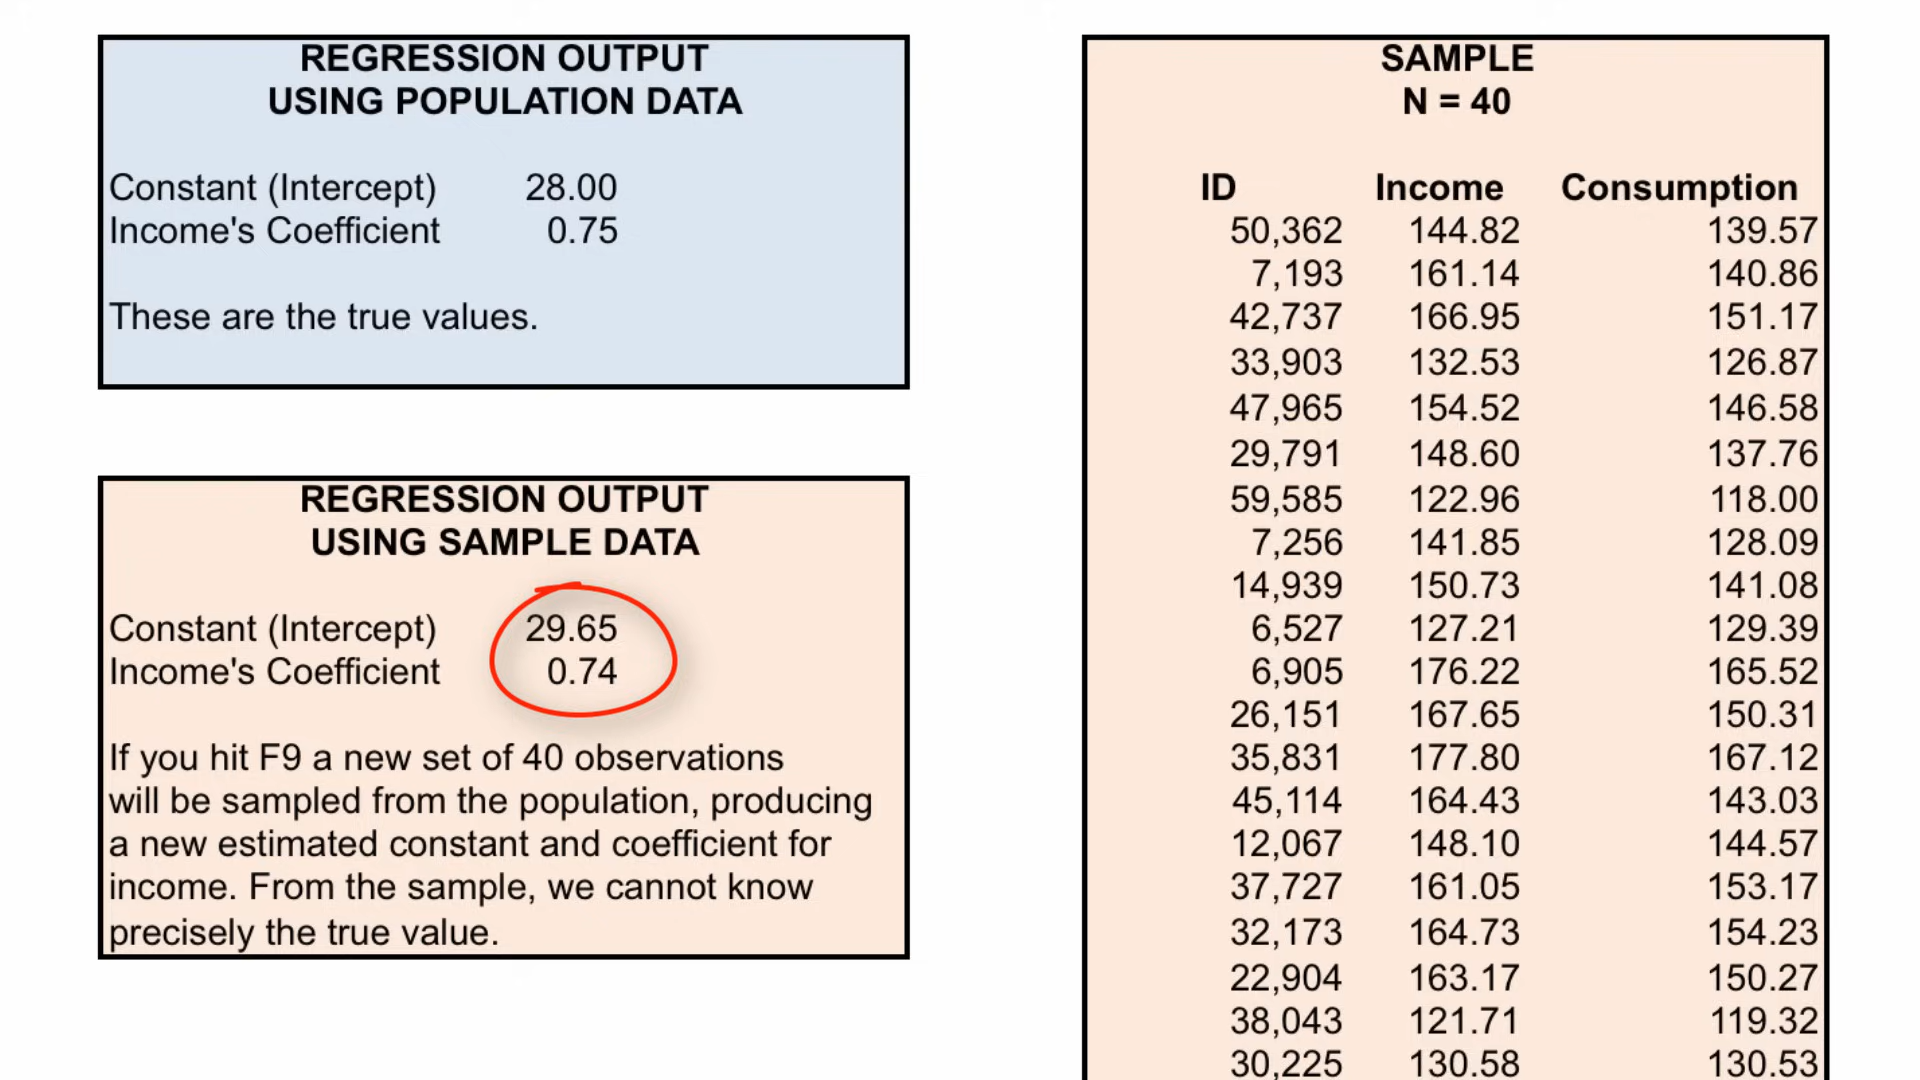 REGRESSION OUTPUT
USING POPULATION DATA
Constant (Intercept) 28.00
Income's Coefficient 0.75
These are the true values.
REGRESSION OUTPUT
USING SAMPLE DATA
Constant (Intercept) 29.65
Income's Coefficient 0.74
If you hit F9 a new set of 40 observations
will be sampled from the population, producing
a new estimated constant and coefficient for
income. From the sample, we cannot know
precisely the true value.
SAMPLE
N = 40
ID Income Consumption
50,362 144.82 139.57
7,193 161.14 140.86
42,737 166.95 151.17
33,903 132.53 126.87
47,965 154.52 146.58
29,791 148.60 137.76
59,585 122.96 118.00
7,256 141.85 128.09
14,939 150.73 141.08
6,527 127.21 129.39
6,905 176.22 165.52
26,151 167.65 150.31
35,831 177.80 167.12
45,114 164.43 143.03
12,067 148.10 144.57
37,727 161.05 153.17
32,173 164.73 154.23
22,904 163.17 150.27
38,043 121.71 119.32
30,225 130.58 130.53